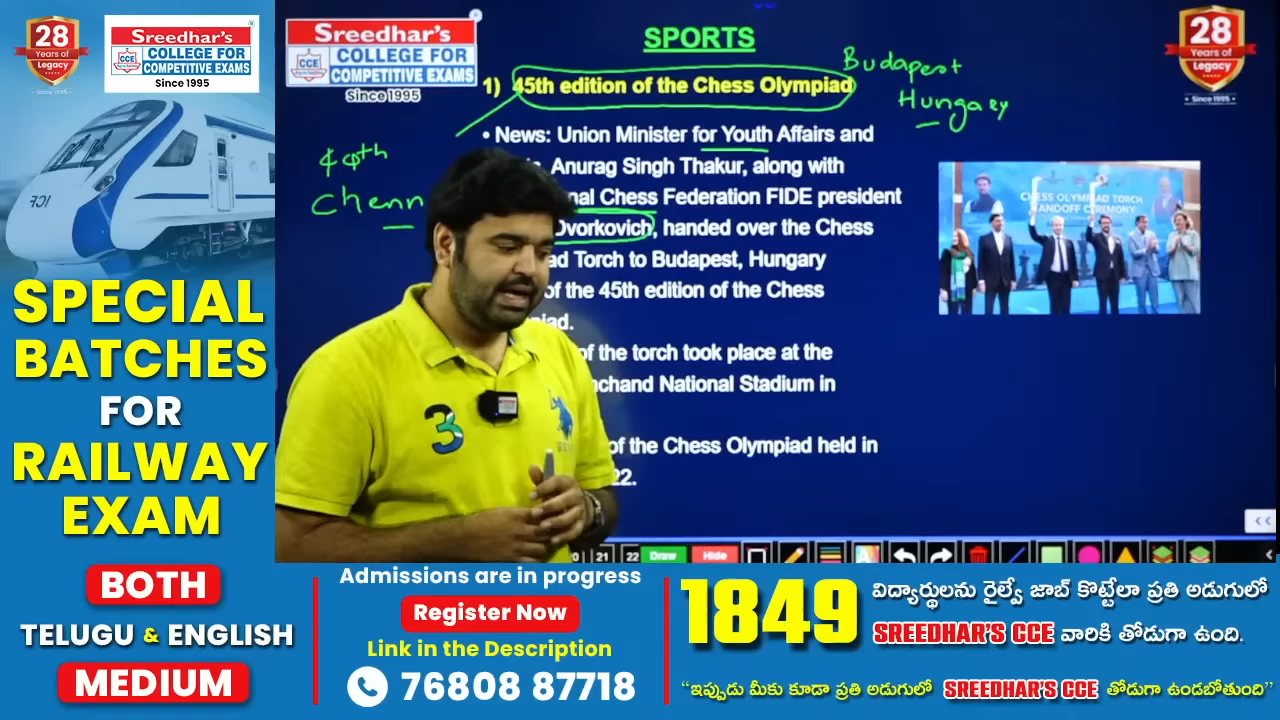 28
Years of
Legacy
Since 1995
Sreedhar's
CCE
COLLEGE FOR
COMPETITIVE EXAMS
Since 1995
SPECIAL
BATCHES
FOR
RAILWAY
EXAM
BOTH
TELUGU & ENGLISH
MEDIUM
Sreedhar's
CCE
COLLEGE FOR
COMPETITIVE EXAMS
Since 1995
28
Years of
Legacy
Since 1995
SPORTS
1) 45th edition of the Chess Olympiad
Budapest
Hungary
44th
Chenn
• News: Union Minister for Youth Affairs and
Anurag Singh Thakur, along with
nal Chess Federation FIDE president
Dvorkovich, handed over the Chess
ad Torch to Budapest, Hungary
of the 45th edition of the Chess
piad.
of the torch took place at the
nchand National Stadium in
of the Chess Olympiad held in
22.
CHESS OLYMPIAD TORCH
HANDOFF CEREMONY
3
20 21 22 Draw Hide
Admissions are in progress
Register Now
Link in the Description
76808 87718
1849 విద్యార్థులను రైల్వే జాబ్ కొట్టేలా ప్రతి అడుగులో
SREEDHAR'S CCE వారికి తోడుగా ఉంది.
“ఇప్పుడు మీకు కూడా ప్రతి అడుగులో SREEDHAR'S CCE తోడుగా ఉండబోతుంది”